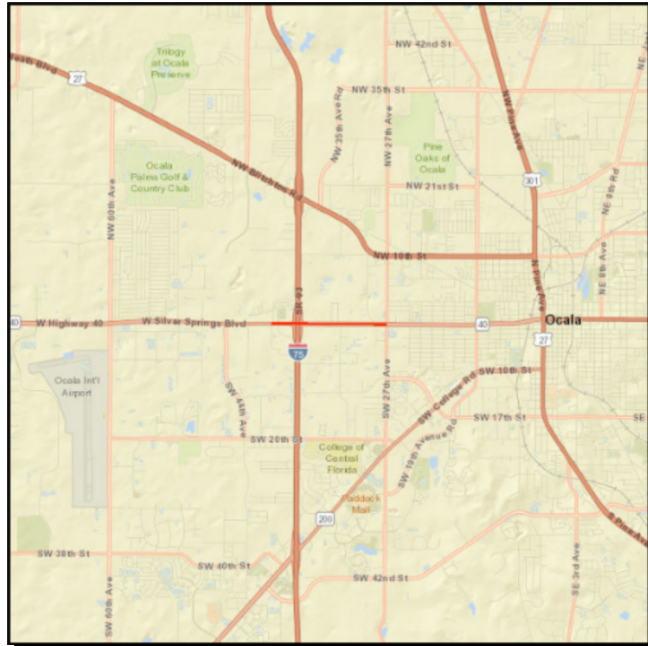 NW 42nd St
Trilogy
at Ocala
Preserve
27
NW 35th St
NW 35th Ave Rd
NW 27th Ave
NW Pine Ave
Pine
Oaks of
Ocala
Ocala
Palms Golf &
Country Club
NW 60th Ave
NW Blitchton Rd
NW 21st St
301
NE 9th Rd
NW 10th St
N Pine Ave
NE 8th Ave
SR-93
40
W Highway 40
W Silver Springs Blvd
40
Ocala
27
75
Ocala Int'l
Airport
SW 44th Ave
SW 27th Ave
SW College Rd
SW 10th St
SW 17th St
SE
SW 19th Avenue Rd
SW 20th St
College of
Central
Florida
Paddock
Mall
200
S Pine Ave
SW 38th St
SW 40th St
SW 42nd St
SW 60th Ave
SE 3rd Ave